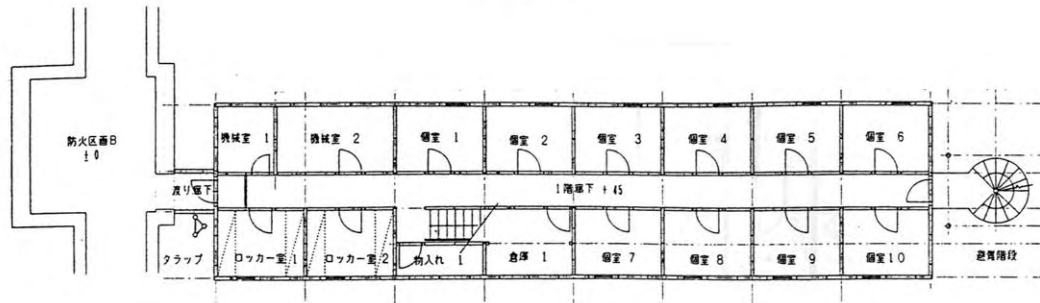 防火区画B
±0
機械室 1
機械室 2
個室 1
個室 2
個室 3
個室 4
個室 5
個室 6
渡り廊下
1階廊下 +45
タラップ
ロッカー室 1
ロッカー室 2
物入れ 1
倉庫 1
個室 7
個室 8
個室 9
個室10
避難階段